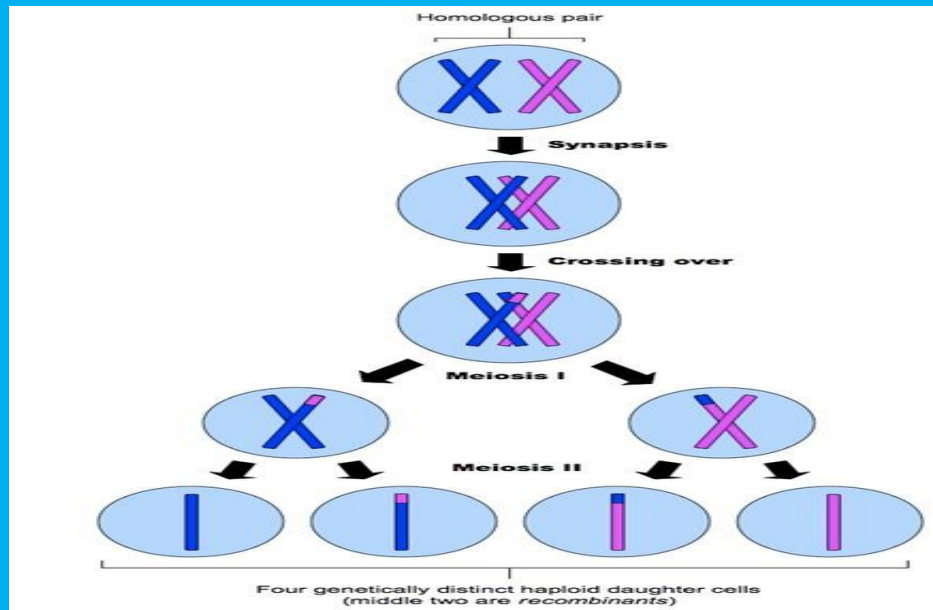 Homologous pair
Synapsis
Crossing over
Meiosis I
Meiosis II
Four genetically distinct haploid daughter cells
(middle two are recombinants)